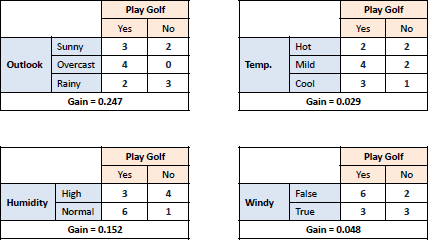 Play Golf
Yes No
Outlook Sunny 3 2
Overcast 4 0
Rainy 2 3
Gain = 0.247
Play Golf
Yes No
Temp. Hot 2 2
Mild 4 2
Cool 3 1
Gain = 0.029
Play Golf
Yes No
Humidity High 3 4
Normal 6 1
Gain = 0.152
Play Golf
Yes No
Windy False 6 2
True 3 3
Gain = 0.048